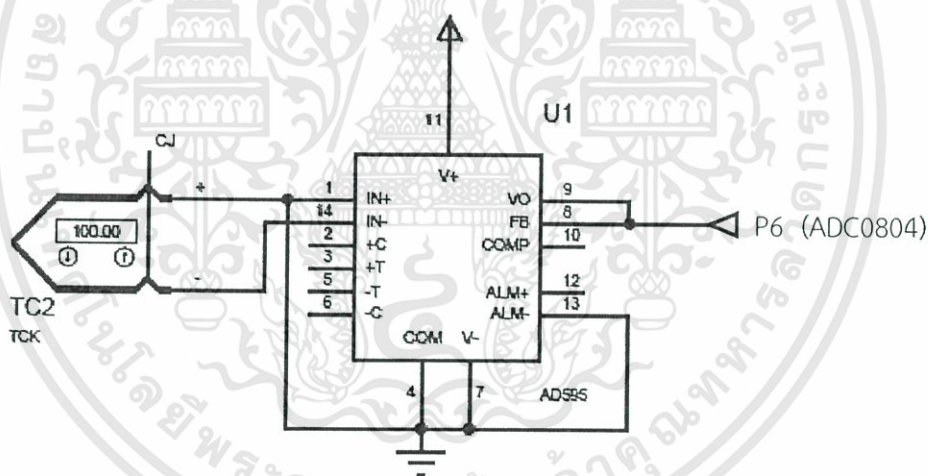 U1
11
V+
CJ
+
1
IN+
VO
9
100.00
14
IN-
FB
8
P6 (ADC0804)
2
+C
COMP
10
3
+T
-
5
-T
ALM+
12
TC2
6
-C
ALM-
13
TCK
COM
V-
4
7
AD595